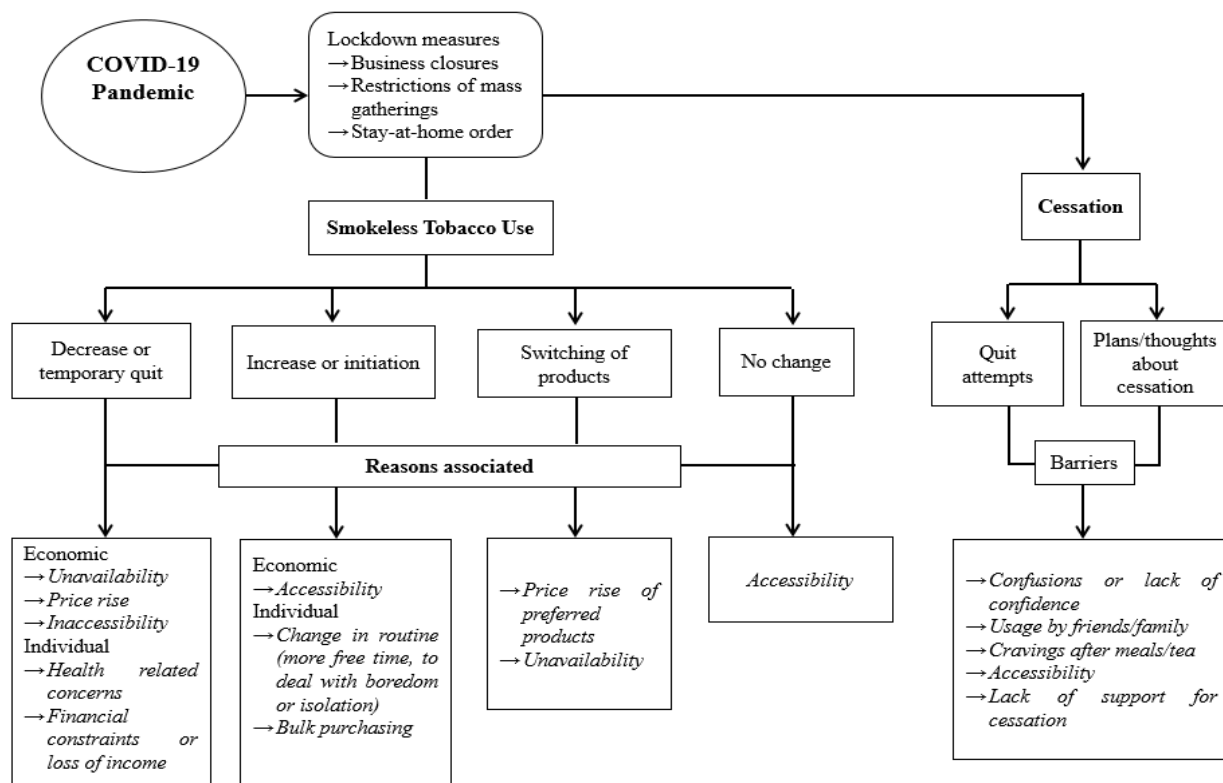 COVID-19
Pandemic
Lockdown measures
→Business closures
→Restrictions of mass
gatherings
→Stay-at-home order
Smokeless Tobacco Use
Cessation
Decrease or
temporary quit
Increase or initiation
Switching of
products
No change
Quit
attempts
Plans/thoughts
about
cessation
Reasons associated
Barriers
Economic
→Unavailability
→Price rise
→Inaccessibility
Individual
→Health related
concerns
→Financial
constraints or
loss of income
Economic
→Accessibility
Individual
→Change in routine
(more free time, to
deal with boredom
or isolation)
→Bulk purchasing
→Price rise of
preferred
products
→Unavailability
Accessibility
→Confusions or lack of
confidence
→Usage by friends/family
→Cravings after meals/tea
→Accessibility
→Lack of support for
cessation